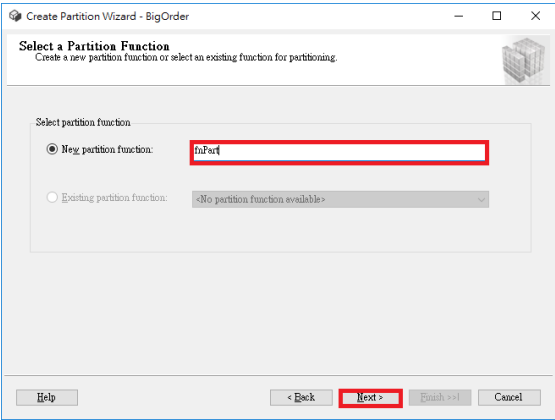 Create Partition Wizard - BigOrder
Select a Partition Function
Create a new partition function or select an existing function for partitioning.
Select partition function
New partition function:
fnPart
Existing partition function:
<No partition function available>
Help
< Back
Next >
Finish >>|
Cancel